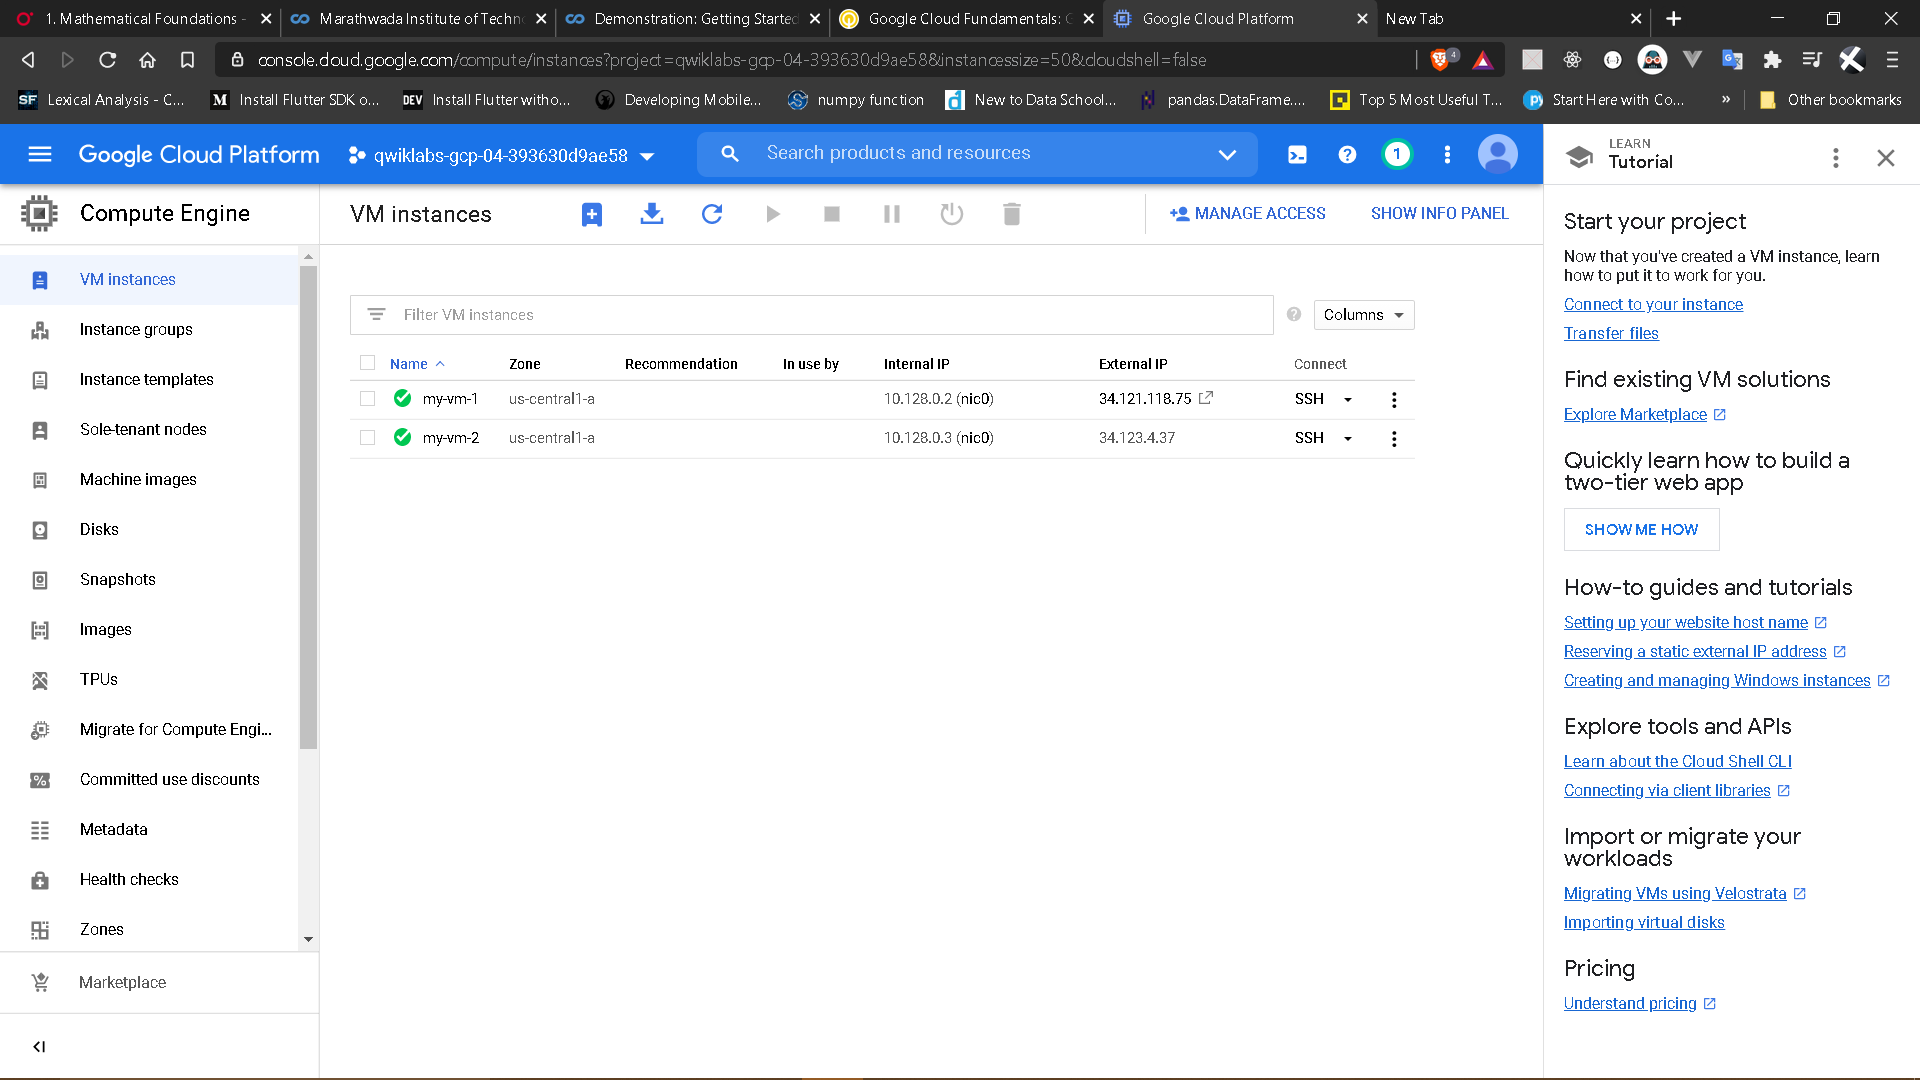 1. Mathematical Foundations -
Marathwada Institute of Techn
Demonstration: Getting Started
Google Cloud Fundamentals: C
Google Cloud Platform
New Tab
console.cloud.google.com/compute/instances?project=qwiklabs-gcp-04-393630d9ae58&instancessize=50&cloudshell=false
4
SF Lexical Analysis - C...
M Install Flutter SDK o...
DEV Install Flutter witho...
Developing Mobile...
numpy function
d New to Data School...
pandas.DataFrame....
Top 5 Most Useful T...
Start Here with Co...
»
Other bookmarks
Google Cloud Platform
qwiklabs-gcp-04-393630d9ae58
Search products and resources
1
LEARN
Tutorial
Compute Engine
VM instances
MANAGE ACCESS
SHOW INFO PANEL
VM instances
Instance groups
Instance templates
Sole-tenant nodes
Machine images
Disks
Snapshots
Images
TPUs
Migrate for Compute Engi...
Committed use discounts
Metadata
Health checks
Zones
Marketplace
Filter VM instances
Columns
Name Zone Recommendation In use by Internal IP External IP Connect
my-vm-1 us-central1-a 10.128.0.2 (nic0) 34.121.118.75 SSH
my-vm-2 us-central1-a 10.128.0.3 (nic0) 34.123.4.37 SSH
Start your project
Now that you've created a VM instance, learn
how to put it to work for you.
Connect to your instance
Transfer files
Find existing VM solutions
Explore Marketplace
Quickly learn how to build a
two-tier web app
SHOW ME HOW
How-to guides and tutorials
Setting up your website host name
Reserving a static external IP address
Creating and managing Windows instances
Explore tools and APIs
Learn about the Cloud Shell CLI
Connecting via client libraries
Import or migrate your
workloads
Migrating VMs using Velostrata
Importing virtual disks
Pricing
Understand pricing